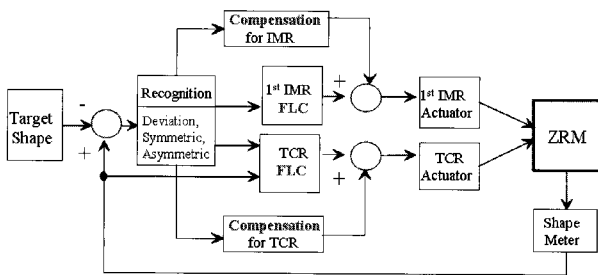 Compensation
for IMR
Recognition
Deviation,
Symmetric,
Asymmetric
1st IMR
FLC
+
1st IMR
Actuator
Target
Shape
-
+
TCR
FLC
+
TCR
Actuator
ZRM
Compensation
for TCR
Shape
Meter